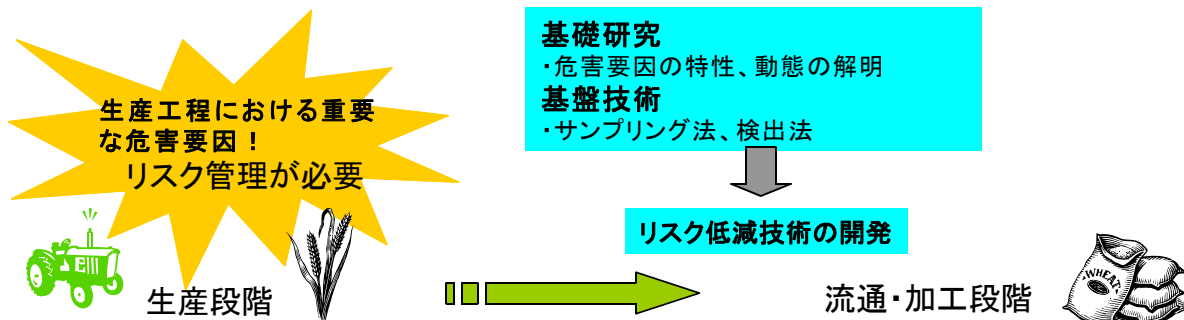 生産工程における重要
な危害要因！
リスク管理が必要
基礎研究
・危害要因の特性、動態の解明
基盤技術
・サンプリング法、検出法
リスク低減技術の開発
生産段階
流通・加工段階
WHEAT